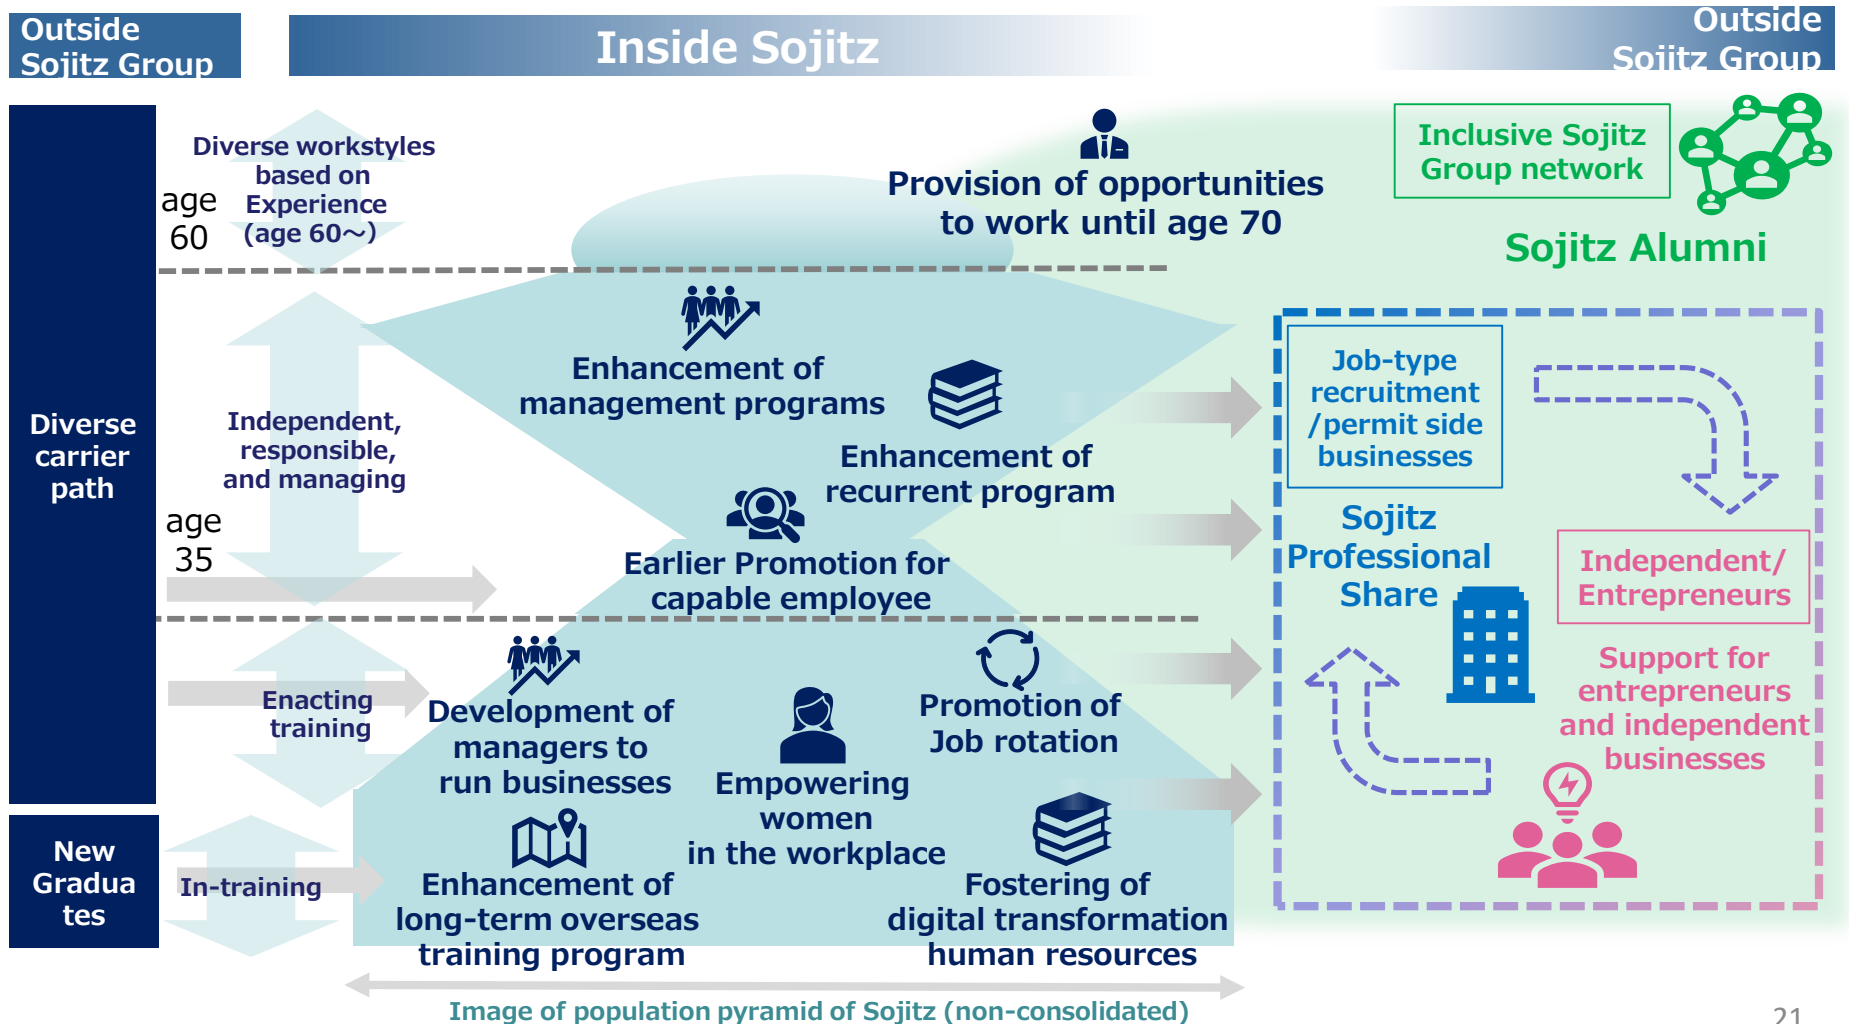 Outside
Sojitz Group
Inside Sojitz
Outside
Sojitz Group
Diverse
carrier
path
New
Gradua
tes
age
60
Diverse workstyles
based on
Experience
(age 60～）
age
35
Independent,
responsible,
and managing
Enacting
training
In-training
Provision of opportunities
to work until age 70
Enhancement of
management programs
Enhancement of
recurrent program
Earlier Promotion for
capable employee
Development of
managers to
run businesses
Empowering
women
in the workplace
Promotion of
Job rotation
Enhancement of
long-term overseas
training program
Fostering of
digital transformation
human resources
Image of population pyramid of Sojitz (non-consolidated)
Inclusive Sojitz
Group network
Sojitz Alumni
Job-type
recruitment
/permit side
businesses
Sojitz
Professional
Share
Independent/
Entrepreneurs
Support for
entrepreneurs
and independent
businesses
21